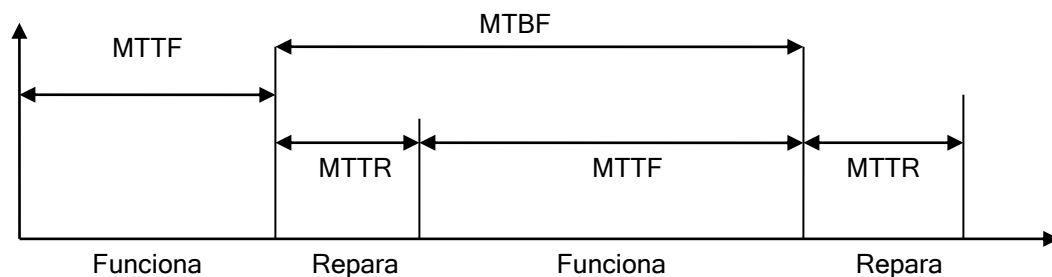 MTBF
MTTF
MTTR MTTF MTTR
Funciona Repara Funciona Repara